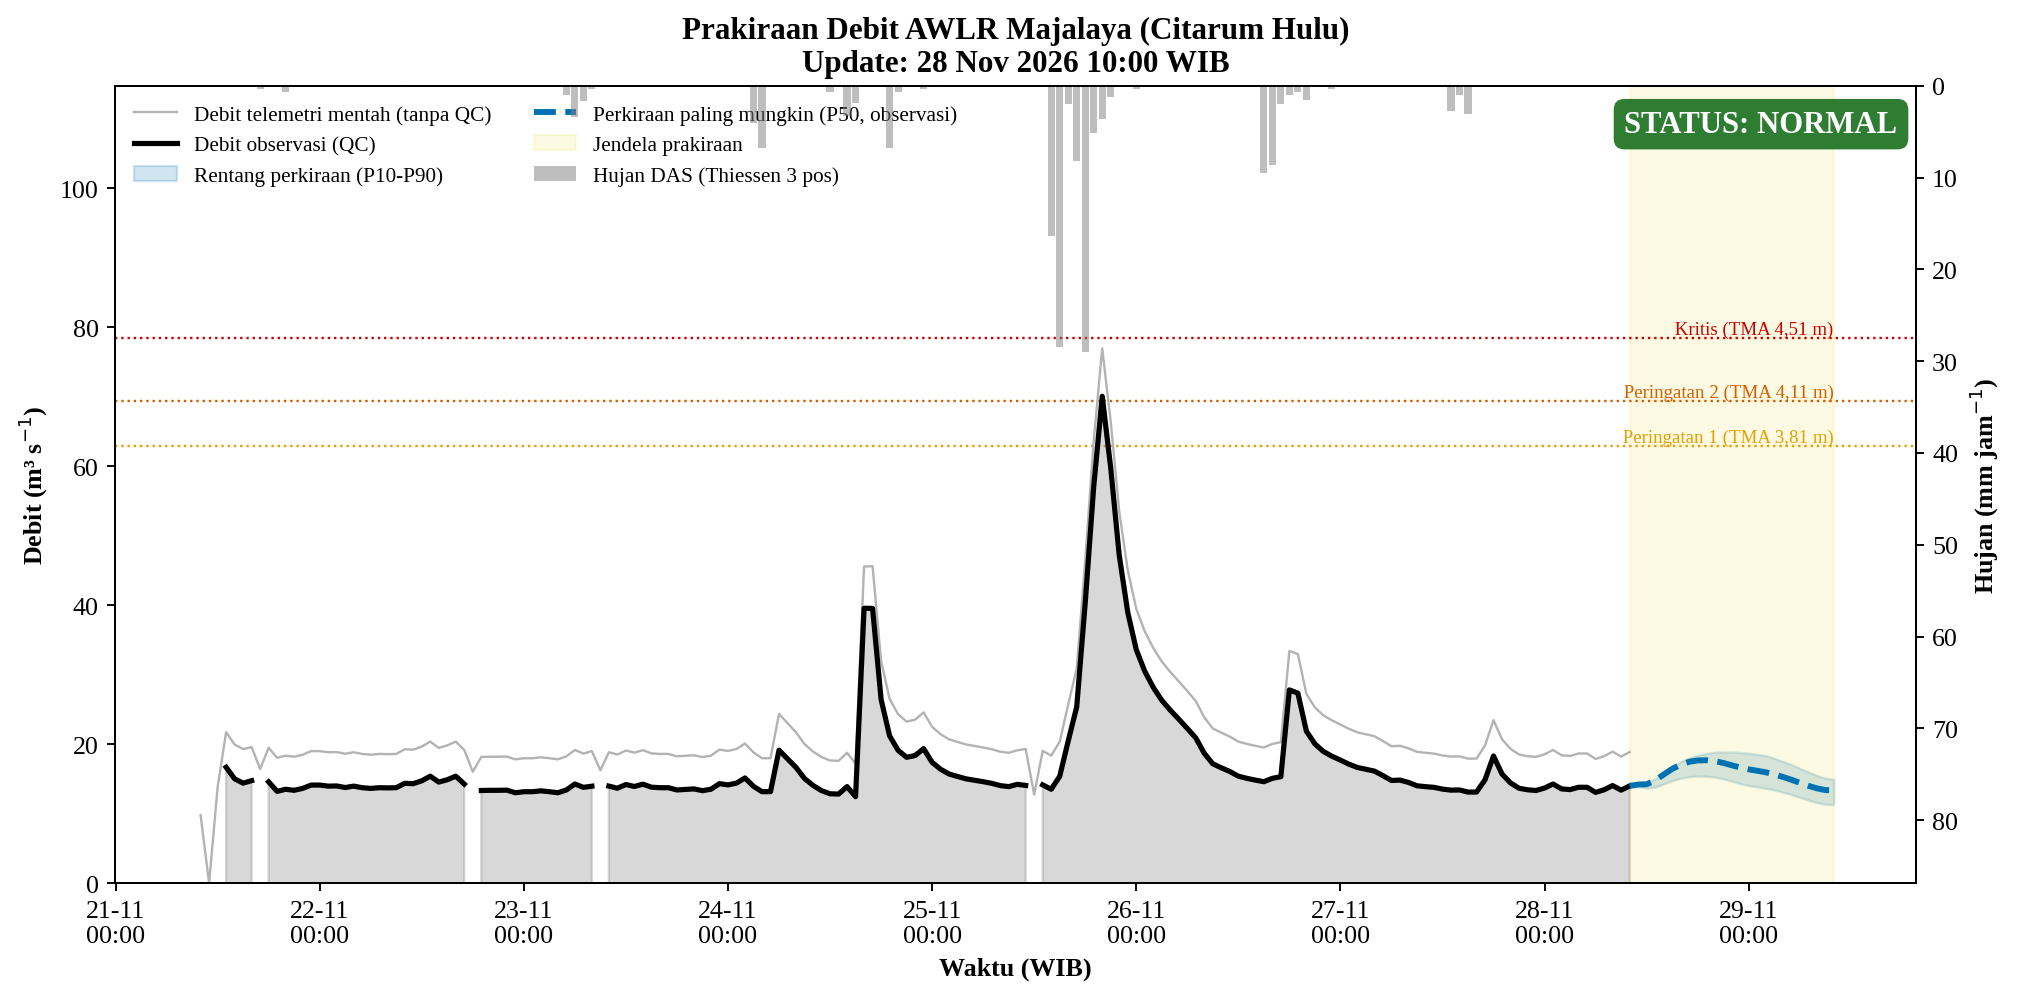 Prakiraan Debit AWLR Majalaya (Citarum Hulu)
Update: 28 Nov 2026 10:00 WIB
Debit telemetri mentah (tanpa QC)
Debit observasi (QC)
Rentang perkiraan (P10-P90)
Perkiraan paling mungkin (P50, observasi)
Jendela prakiraan
Hujan DAS (Thiessen 3 pos)
STATUS: NORMAL
Kritis (TMA 4,51 m)
Peringatan 2 (TMA 4,11 m)
Peringatan 1 (TMA 3,81 m)
Debit (m³ s⁻¹)
100
80
60
40
20
0
Hujan (mm jam⁻¹)
0
10
20
30
40
50
60
70
80
21-11
00:00
22-11
00:00
23-11
00:00
24-11
00:00
25-11
00:00
26-11
00:00
27-11
00:00
28-11
00:00
29-11
00:00
Waktu (WIB)